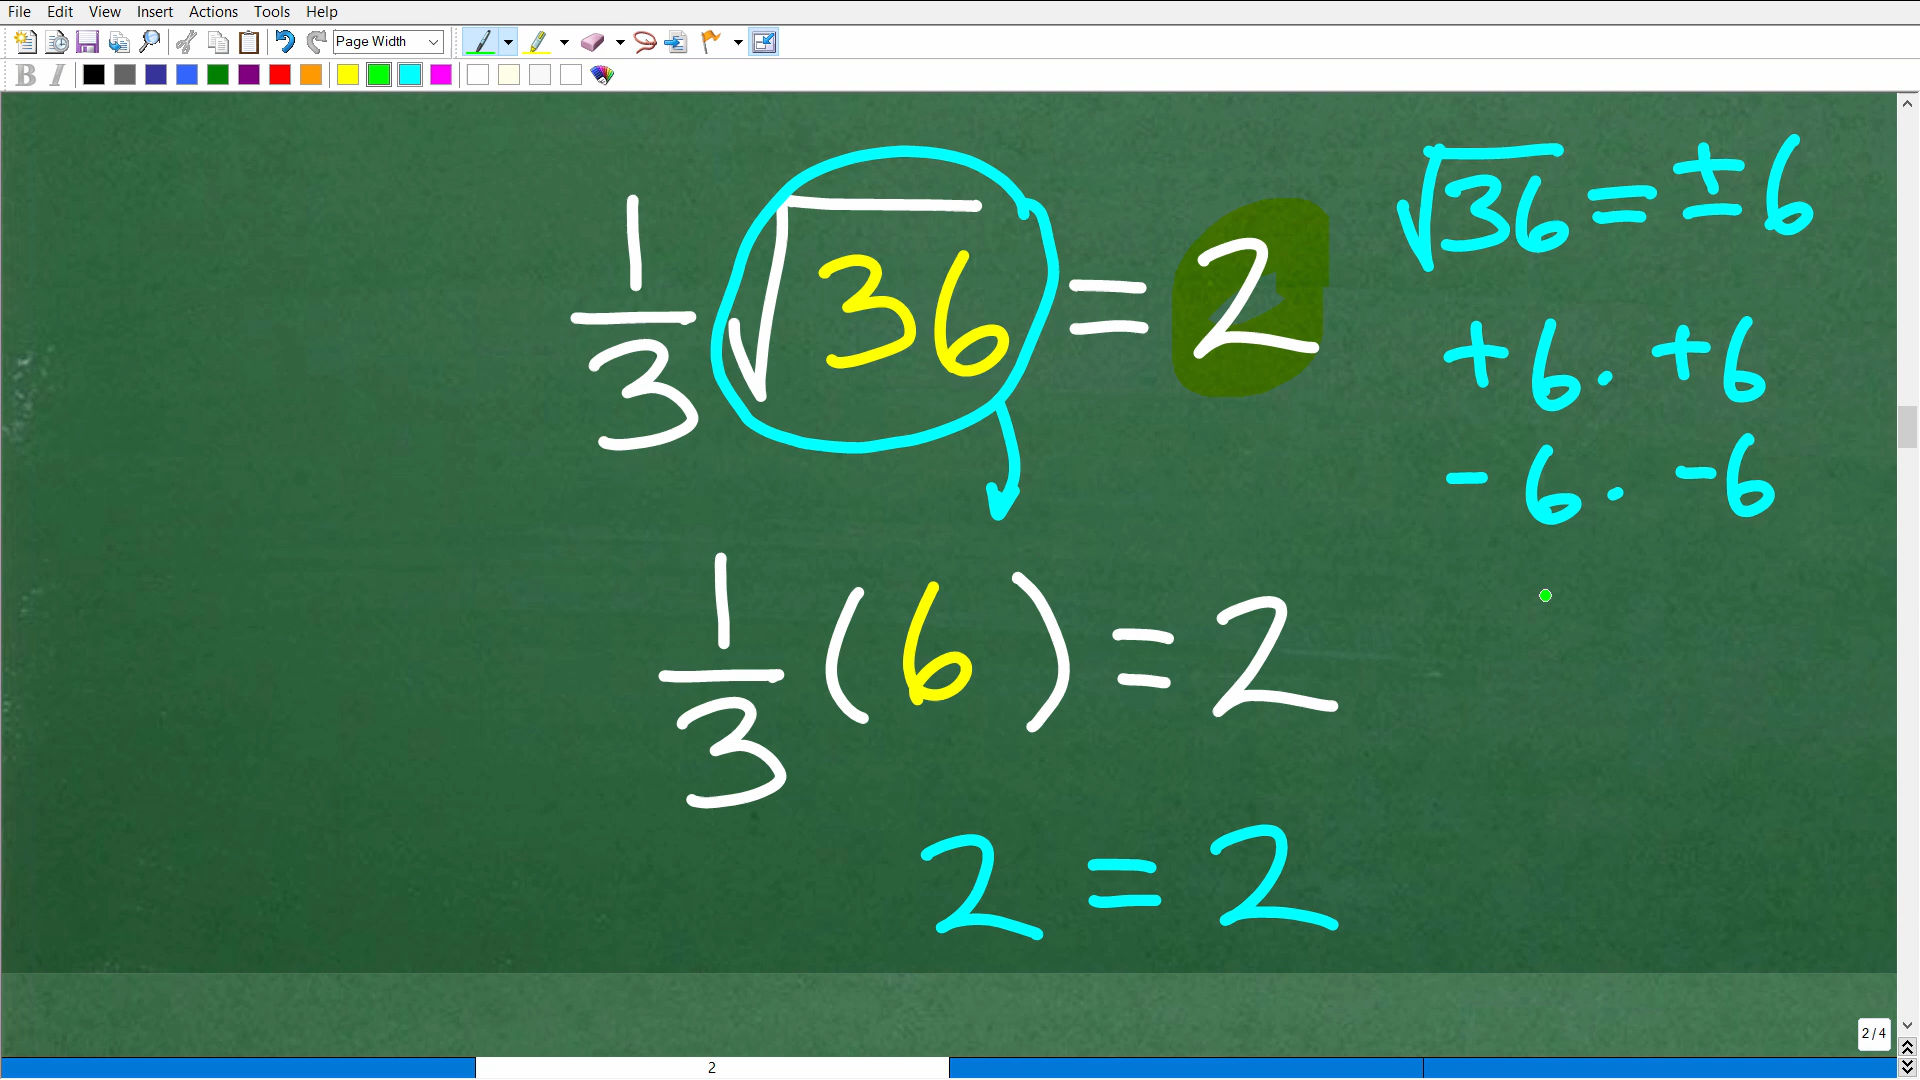 File Edit View Insert Actions Tools Help
Page Width
B I
1/3 √36 = 2
√36 = ±6
+6 · +6
-6 · -6
1/3 (6) = 2
2 = 2
2 / 4
2